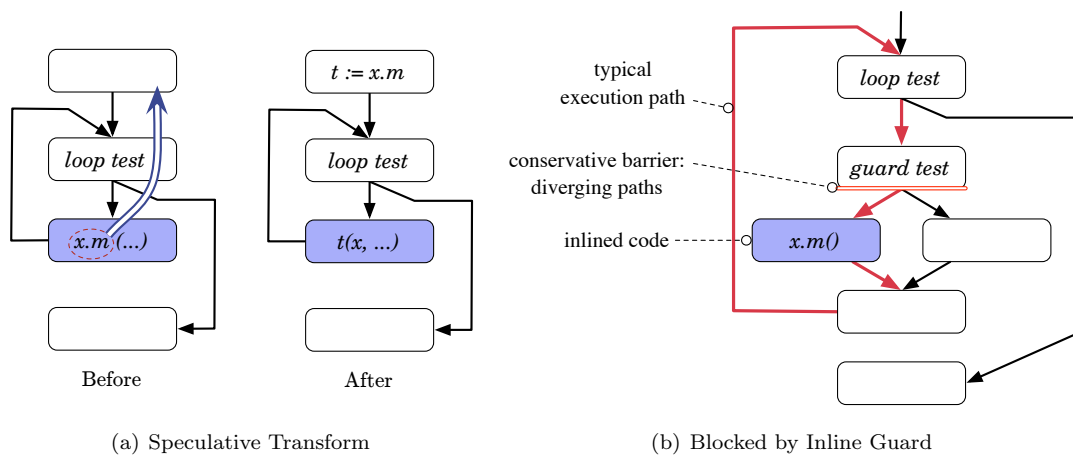 t := x.m
loop test
x.m (...)
Before
loop test
t(x, ...)
After
(a) Speculative Transform
typical
execution path
loop test
conservative barrier:
diverging paths
guard test
inlined code
x.m()
(b) Blocked by Inline Guard